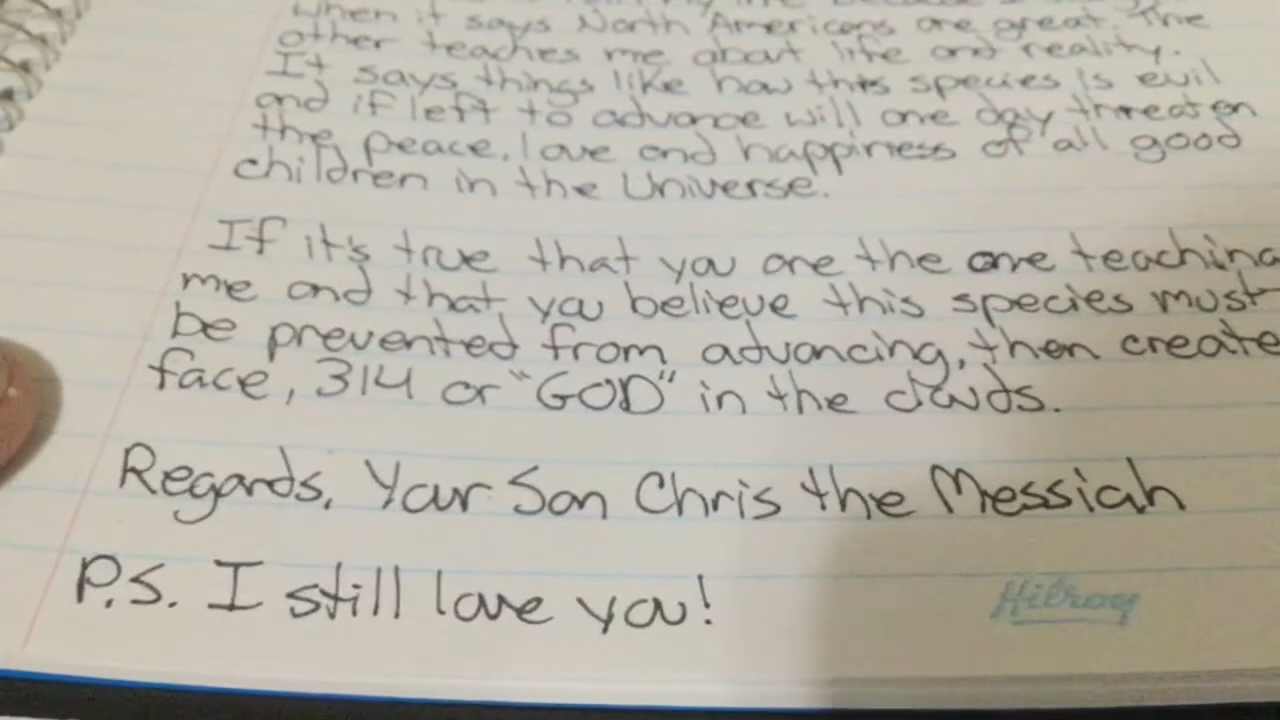 when it says North Americans are great. The
other teaches me about life and reality.
It says things like how this species is evil
and if left to advance will one day threaten
the peace, love and happiness of all good
children in the Universe.
If it's true that you are the one teaching
me and that you believe this species must
be prevented from advancing, then create
face, 314 or "GOD" in the clouds.
Regards, Your Son Chris the Messiah
P.S. I still love you!
Hilroy